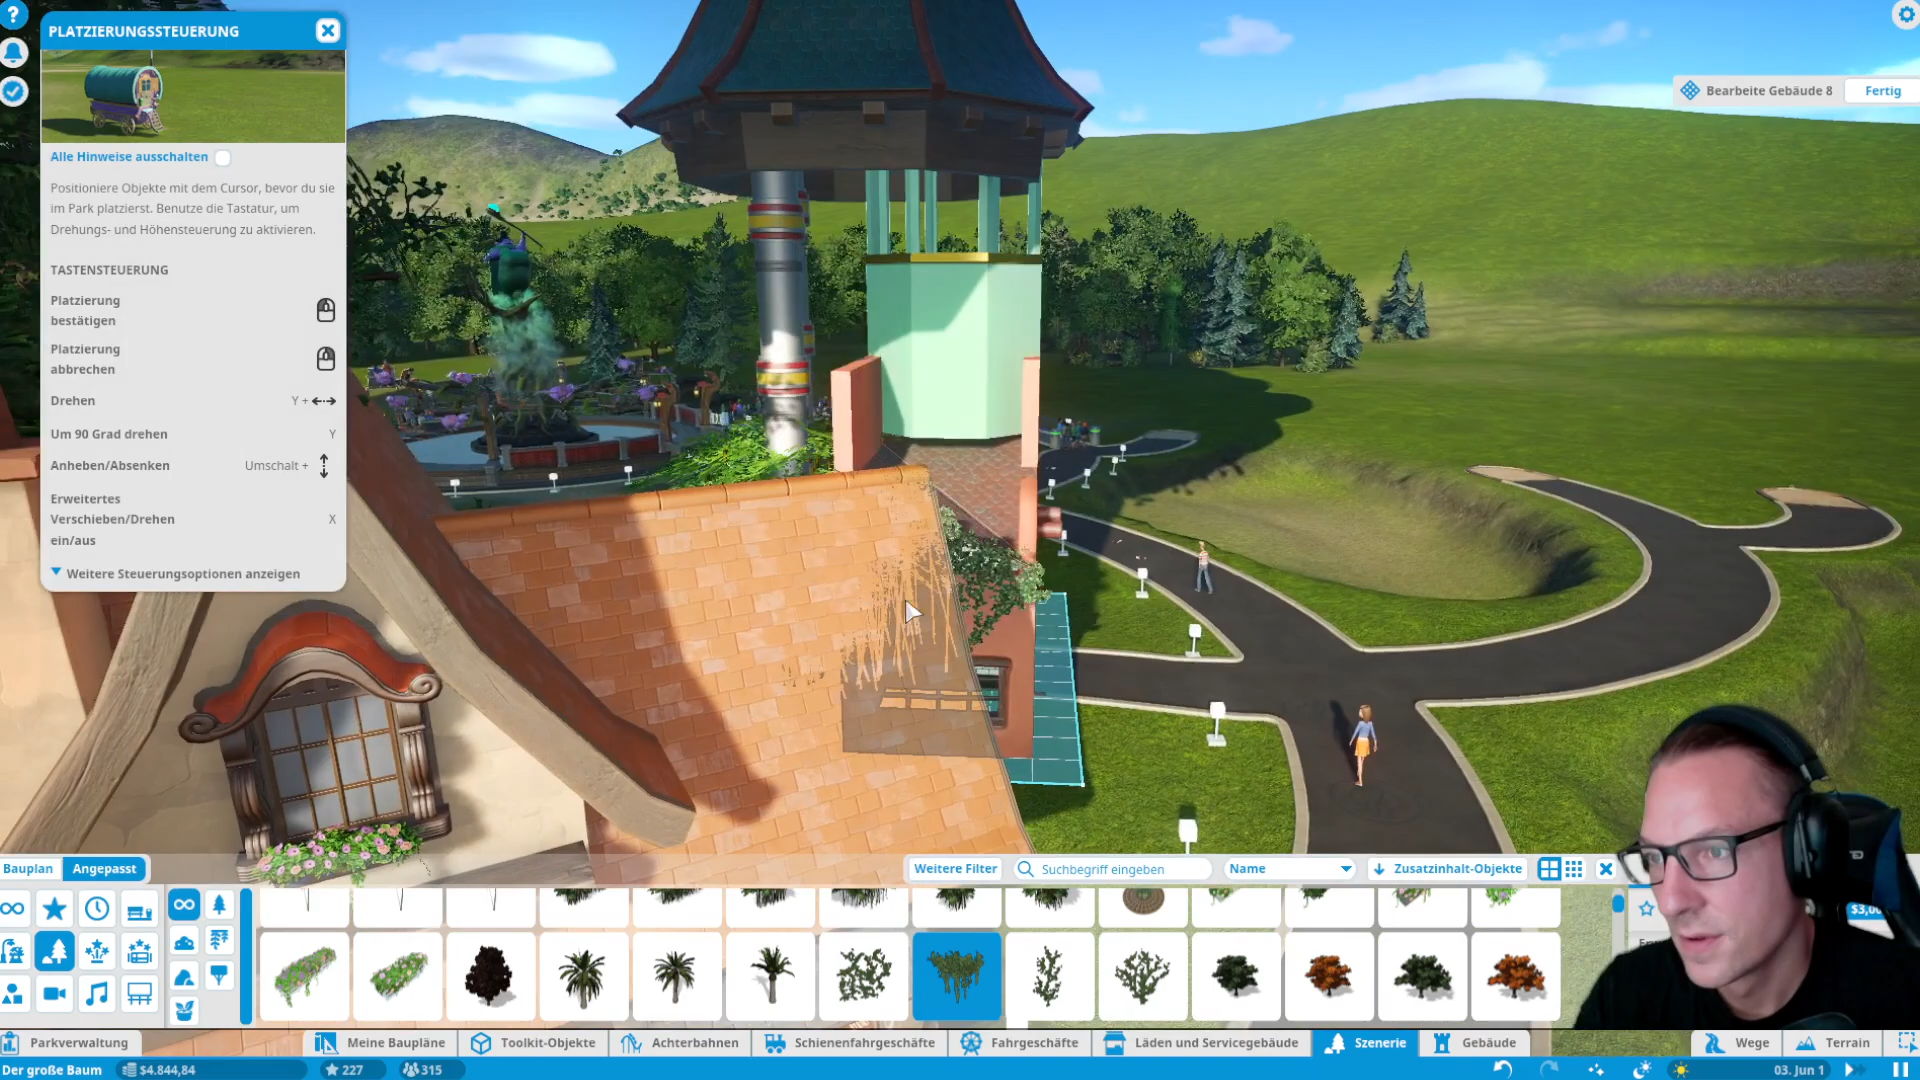 PLATZIERUNGSSTEUERUNG
Alle Hinweise ausschalten
Positioniere Objekte mit dem Cursor, bevor du sie
im Park platzierst. Benutze die Tastatur, um
Drehungs- und Höhensteuerung zu aktivieren.
TASTENSTEUERUNG
Platzierung
bestätigen
Platzierung
abbrechen
Drehen Y +
Um 90 Grad drehen Y
Anheben/Absenken Umschalt +
Erweitertes
Verschieben/Drehen X
ein/aus
Weitere Steuerungsoptionen anzeigen
Bearbeite Gebäude 8 Fertig
Bauplan Angepasst
Weitere Filter Suchbegriff eingeben Name Zusatzinhalt-Objekte
Parkverwaltung Meine Baupläne Toolkit-Objekte Achterbahnen Schienenfahrgeschäfte Fahrgeschäfte Läden und Servicegebäude Szenerie Gebäude Wege Terrain
Der große Baum $4.844,84 227 315 03. Jun 1